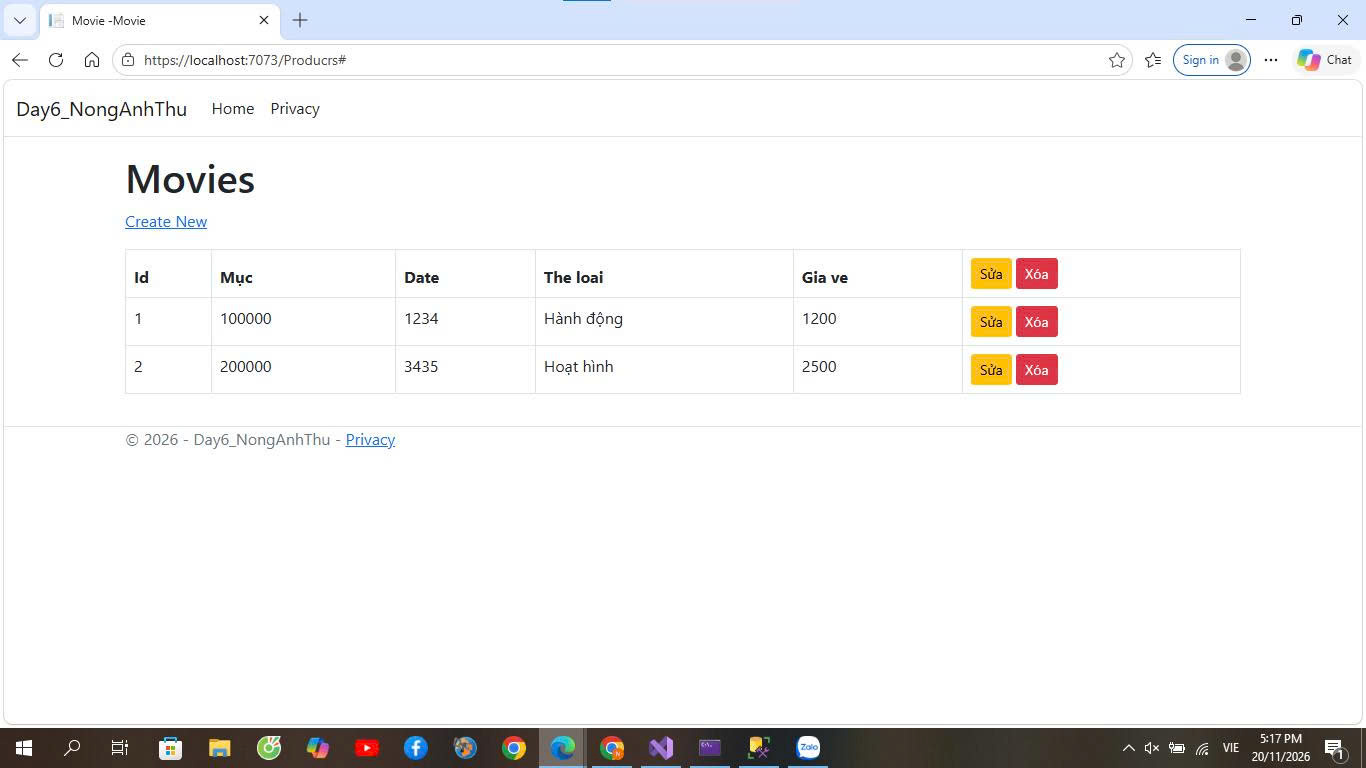 Movie -Movie
https://localhost:7073/Producrs#
Sign in
Chat
Day6_NongAnhThu Home Privacy
Movies
Create New
Id Mục Date The loai Gia ve Sửa Xóa
1 100000 1234 Hành động 1200 Sửa Xóa
2 200000 3435 Hoạt hình 2500 Sửa Xóa
© 2026 - Day6_NongAnhThu - Privacy
Zalo
VIE
5:17 PM
20/11/2026
1